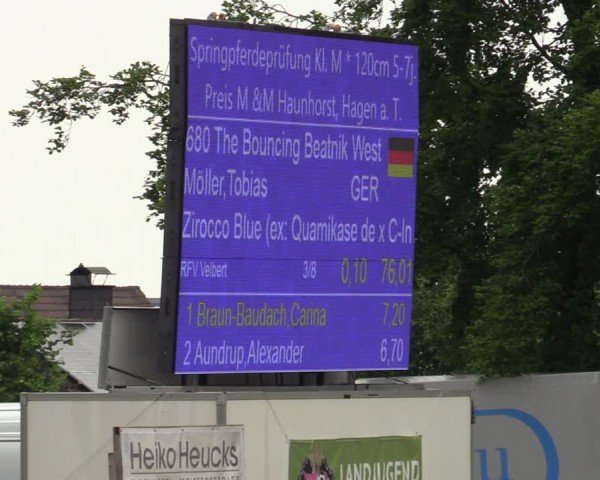 Springpferdeprüfung Kl. M * 120cm 5-7j.
Preis M &M Haunhorst, Hagen a. T.
680 The Bouncing Beatnik West
Möller,Tobias GER
Zirocco Blue (ex: Quamikase de x C-In
RFV Velbert 3/8 0,10 76,01
1 Braun-Baudach,Carina 7,20
2 Aundrup,Alexander 6,70
Heiko Heucks
LANDJUGEND
u